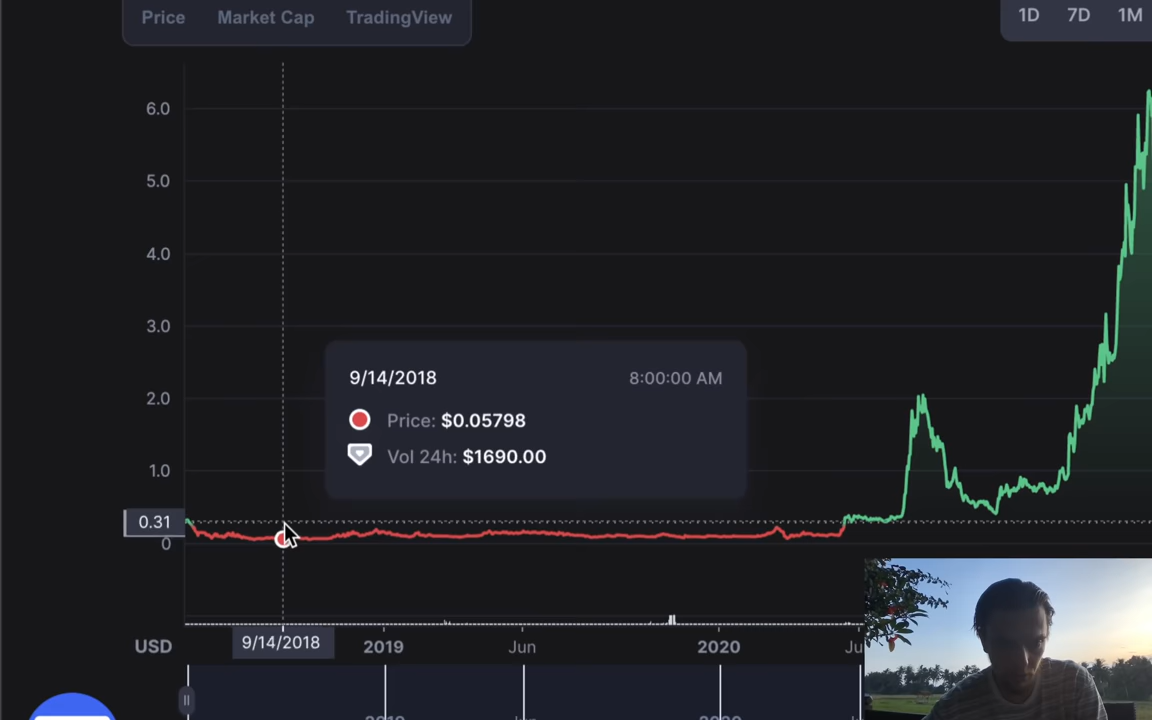 Price Market Cap TradingView 1D 7D 1M
6.0
5.0
4.0
3.0
9/14/2018 8:00:00 AM
2.0
Price: $0.05798
Vol 24h: $1690.00
1.0
0.31
0
USD 9/14/2018 2019 Jun 2020